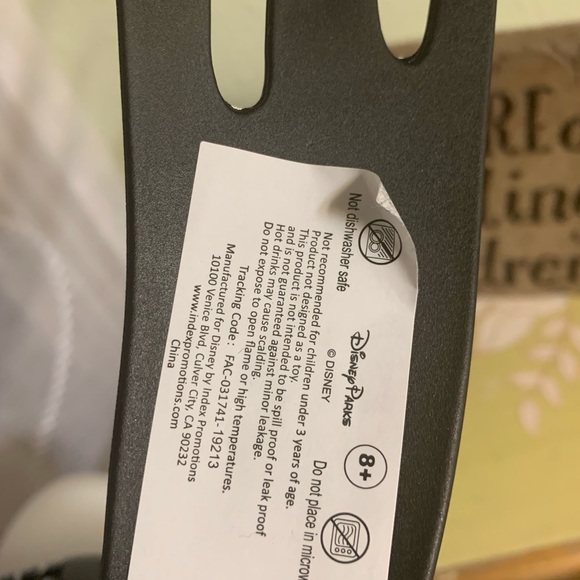 Not dishwasher safe
DISNEY PARKS
8+
Do not place in
© DISNEY
Not recommended for children under 3 years of age.
Product not designed as a toy.
This product is not intended to be spill proof or leak proof
and is not guaranteed against minor leakage.
Hot drinks may cause scalding.
Do not expose to open flame or high temperatures.
Tracking Code: FAC-031741-19213
Manufactured for Disney by Index Promotions
10100 Venice Blvd, Culver City, CA 90232
www.indexpromotions.com
China